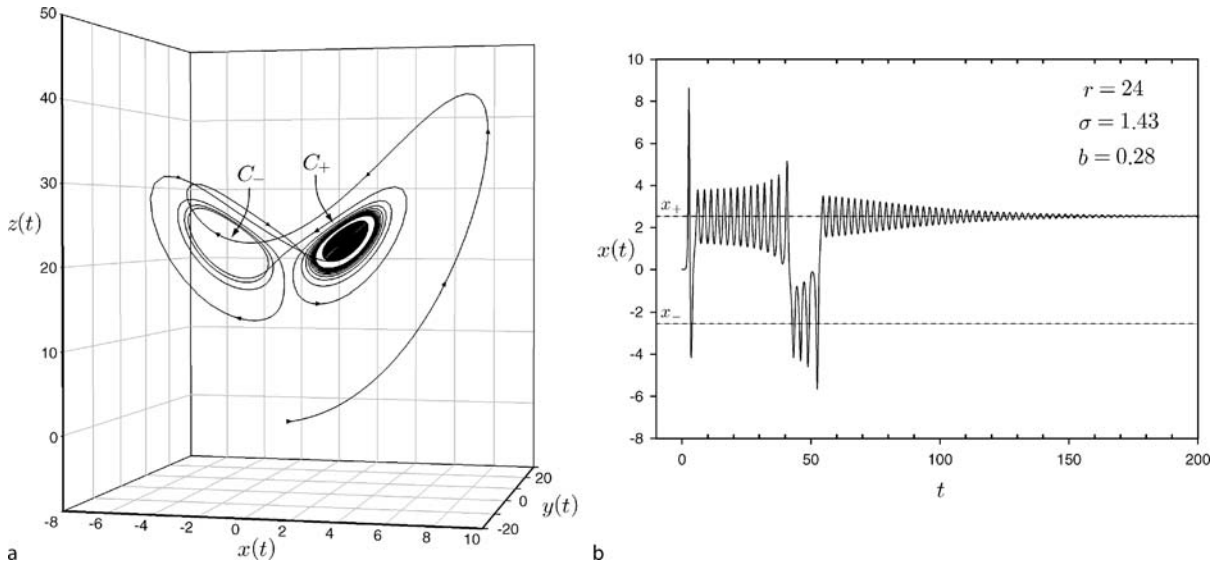 50
40
30
20
10
0
z(t)
C₋
C₊
-8 -6 -4 -2 0 2 4 6 8 10
x(t)
20
0
-20
y(t)
a
10
8
6
4
2
0
-2
-4
-6
-8
x(t)
x₊
x₋
r = 24
σ = 1.43
b = 0.28
0 50 100 150 200
t
b